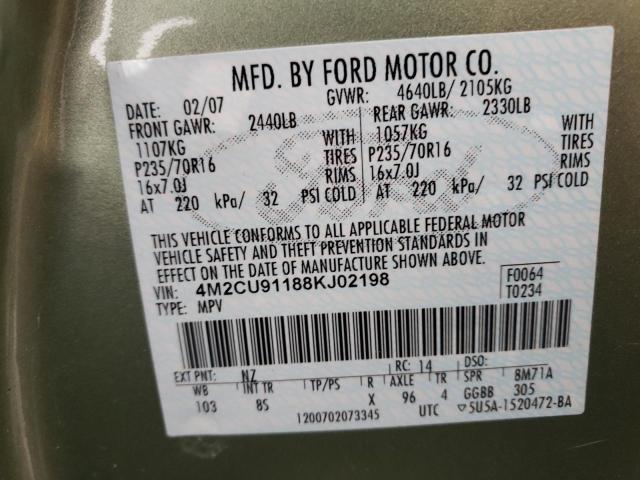 MFD. BY FORD MOTOR CO.
DATE: 02/07 GVWR: 4640LB/ 2105KG
FRONT GAWR: 2440LB REAR GAWR: 2330LB
1107KG WITH 1057KG WITH
P235/70R16 TIRES P235/70R16 TIRES
16x7.0J RIMS 16x7.0J RIMS
AT 220 kPa/ 32 PSI COLD AT 220 kPa/ 32 PSI COLD
THIS VEHICLE CONFORMS TO ALL APPLICABLE FEDERAL MOTOR
VEHICLE SAFETY AND THEFT PREVENTION STANDARDS IN
EFFECT ON THE DATE OF MANUFACTURE SHOWN ABOVE.
VIN: 4M2CU91188KJ02198 F0064
TYPE: MPV T0234
EXT PNT: NZ RC: 14 DSO:
WB INT TR TP/PS R AXLE TR SPR 8M71A
103 8S X 96 4 GGBB 305
1200702073345 UTC ▽5U5A-1520472-BA
Ford